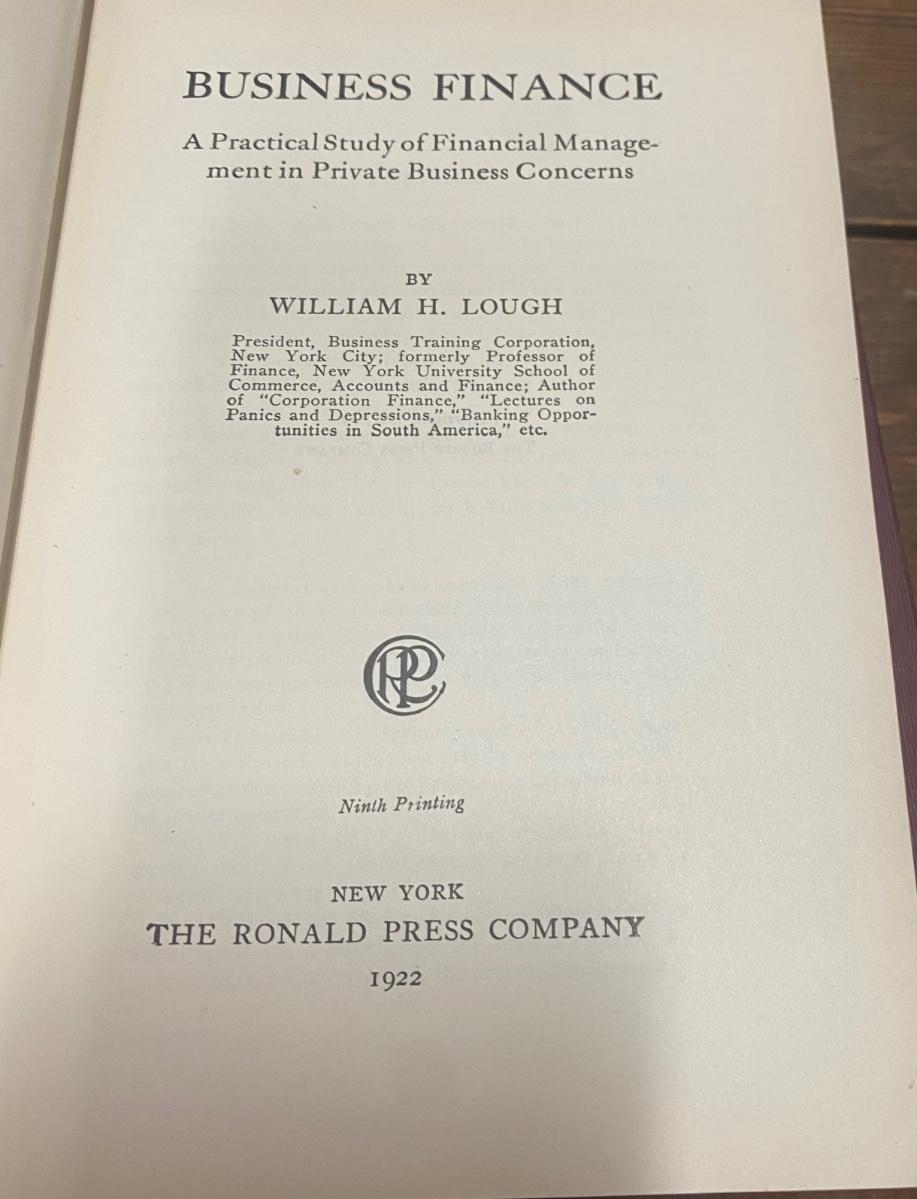 BUSINESS FINANCE
A Practical Study of Financial Manage-
ment in Private Business Concerns
BY
WILLIAM H. LOUGH
President, Business Training Corporation,
New York City; formerly Professor of
Finance, New York University School of
Commerce, Accounts and Finance; Author
of "Corporation Finance," "Lectures on
Panics and Depressions," "Banking Oppor-
tunities in South America," etc.
RPC
Ninth Printing
NEW YORK
THE RONALD PRESS COMPANY
1922